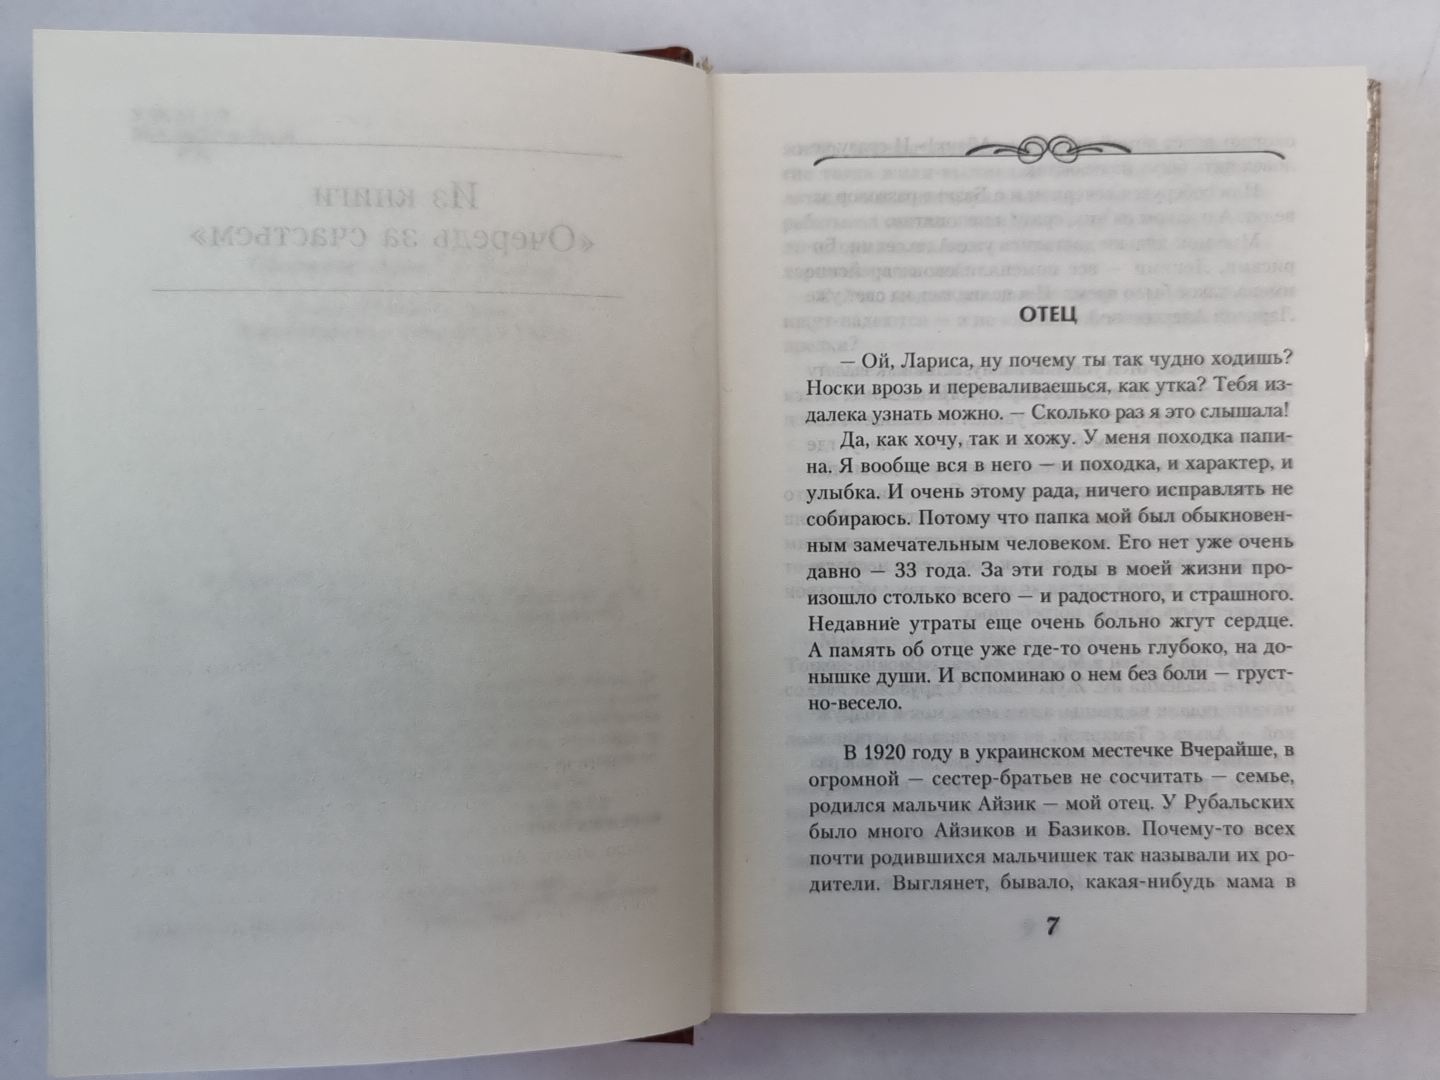 Из книги
«Очередь за счастьем»
ОТЕЦ
— Ой, Лариса, ну почему ты так чудно ходишь?
Носки врозь и переваливаешься, как утка? Тебя из-
далека узнать можно. — Сколько раз я это слышала!
Да, как хочу, так и хожу. У меня походка папи-
на. Я вообще вся в него — и походка, и характер, и
улыбка. И очень этому рада, ничего исправлять не
собираюсь. Потому что папка мой был обыкновен-
ным замечательным человеком. Его нет уже очень
давно — 33 года. За эти годы в моей жизни про-
изошло столько всего — и радостного, и страшного.
Недавние утраты еще очень больно жгут сердце.
А память об отце уже где-то очень глубоко, на до-
нышке души. И вспоминаю о нем без боли — груст-
но-весело.
В 1920 году в украинском местечке Вчерайше, в
огромной — сестер-братьев не сосчитать — семье,
родился мальчик Айзик — мой отец. У Рубальских
было много Айзиков и Базиков. Почему-то всех
почти родившихся мальчишек так называли их ро-
дители. Выглянет, бывало, какая-нибудь мама в
7